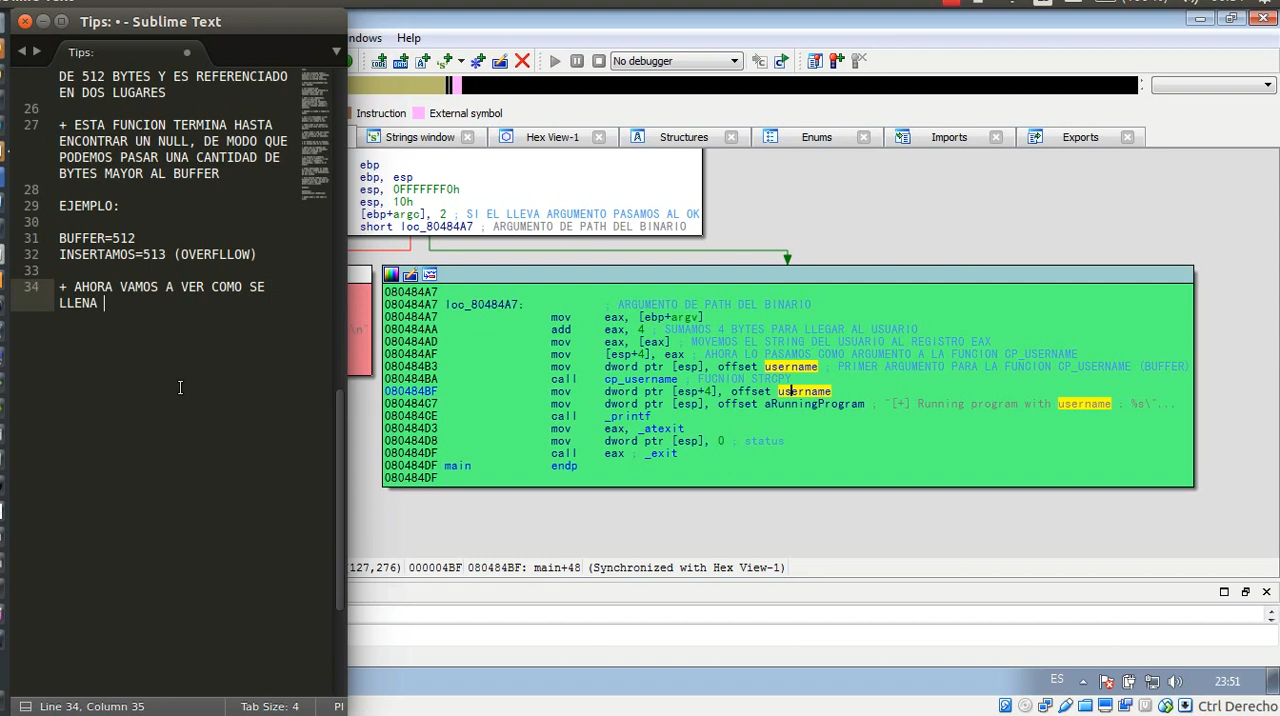 Tips: • - Sublime Text
Tips:
DE 512 BYTES Y ES REFERENCIADO
EN DOS LUGARES
26
27 + ESTA FUNCION TERMINA HASTA
ENCONTRAR UN NULL, DE MODO QUE
PODEMOS PASAR UNA CANTIDAD DE
BYTES MAYOR AL BUFFER
28
29 EJEMPLO:
30
31 BUFFER=512
32 INSERTAMOS=513 (OVERFLLOW)
33
34 + AHORA VAMOS A VER COMO SE
LLENA
Line 34, Column 35 Tab Size: 4 Pl
ndows Help
No debugger
Instruction External symbol
Strings window Hex View-1 Structures Enums Imports Exports
ebp
ebp, esp
esp, 0FFFFFFF0h
esp, 10h
[ebp+argc], 2 ; SI EL LLEVA ARGUMENTO PASAMOS AL OK
short loc_80484A7 ; ARGUMENTO DE PATH DEL BINARIO
\n"
080484A7
080484A7 loc_80484A7: ; ARGUMENTO DE PATH DEL BINARIO
080484A7 mov eax, [ebp+argv]
080484AA add eax, 4 ; SUMAMOS 4 BYTES PARA LLEGAR AL USUARIO
080484AD mov eax, [eax] ; MOVEMOS EL STRING DEL USUARIO AL REGISTRO EAX
080484AF mov [esp+4], eax ; AHORA LO PASAMOS COMO ARGUMENTO A LA FUNCION CP_USERNAME
080484B3 mov dword ptr [esp], offset username ; PRIMER ARGUMENTO PARA LA FUNCION CP_USERNAME (BUFFER)
080484BA call cp_username ; FUGNION STRCPY
080484BF mov dword ptr [esp+4], offset username
080484C7 mov dword ptr [esp], offset aRunningProgram ; "[+] Running program with username : %s\"...
080484CE call _printf
080484D3 mov eax, _atexit
080484D8 mov dword ptr [esp], 0 ; status
080484DF call eax ; _exit
080484DF main endp
080484DF
(127,276) 000004BF 080484BF: main+48 (Synchronized with Hex View-1)
ES 23:51
Ctrl Derecho